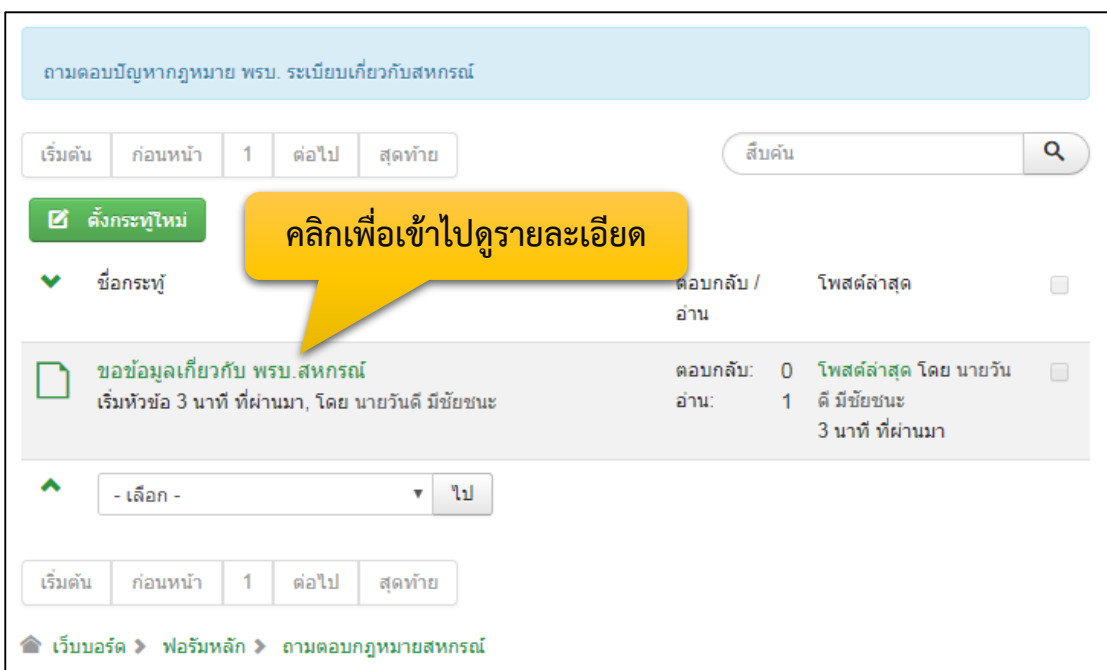 ถามตอบปัญหากฎหมาย พรบ. ระเบียบเกี่ยวกับสหกรณ์
เริ่มต้น ก่อนหน้า 1 ต่อไป สุดท้าย สืบค้น
ตั้งกระทู้ใหม่
คลิกเพื่อเข้าไปดูรายละเอียด
ชื่อกระทู้ ตอบกลับ / โพสต์ล่าสุด
อ่าน
ขอข้อมูลเกี่ยวกับ พรบ.สหกรณ์ ตอบกลับ: 0 โพสต์ล่าสุด โดย นายวัน
เริ่มหัวข้อ 3 นาที ที่ผ่านมา, โดย นายวันดี มีชัยชนะ อ่าน: 1 ดี มีชัยชนะ
3 นาที ที่ผ่านมา
- เลือก - ไป
เริ่มต้น ก่อนหน้า 1 ต่อไป สุดท้าย
เว็บบอร์ด ฟอรัมหลัก ถามตอบกฎหมายสหกรณ์